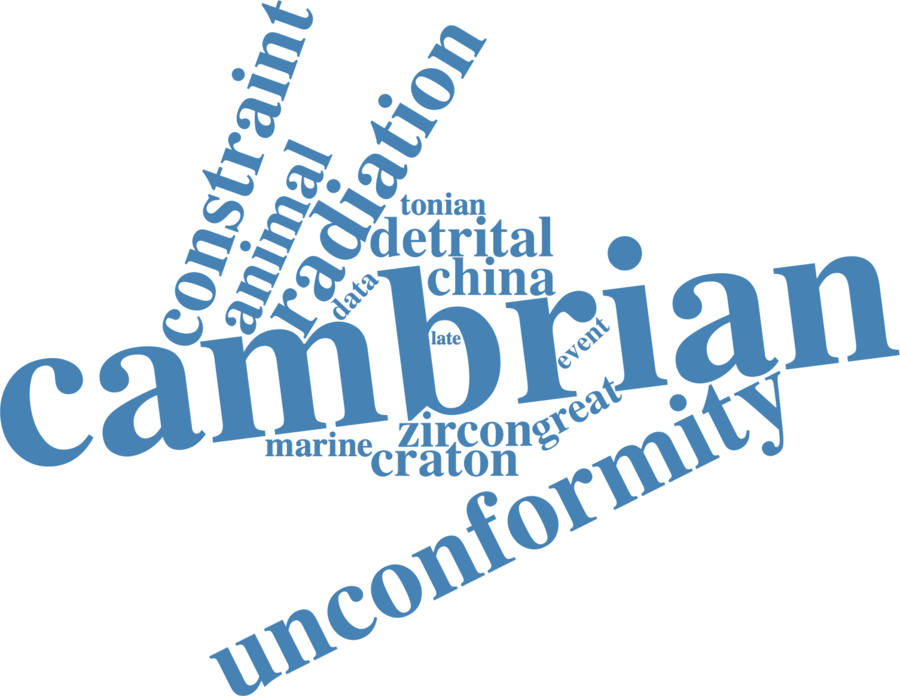 constraint
animal
radiation
tonian
detrital
china
data
cambrian
late
event
great
zircon
marine
craton
unconformity